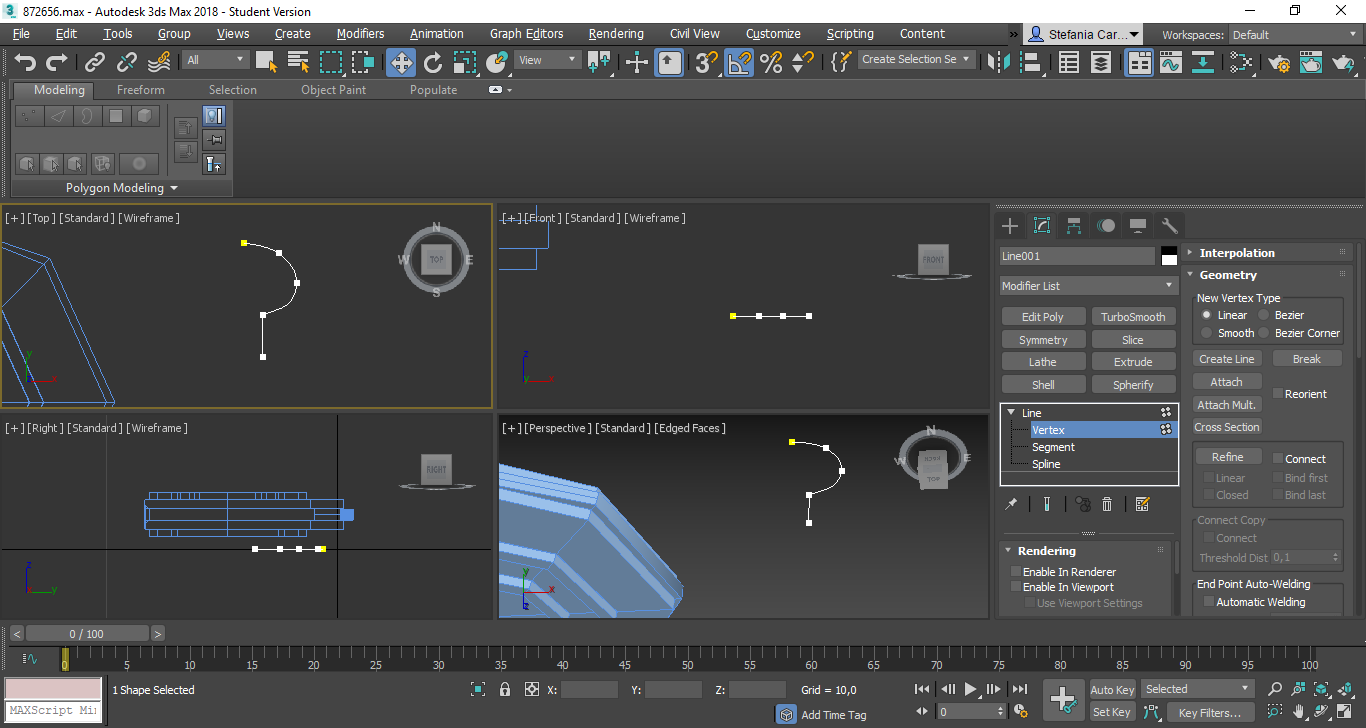 872656.max - Autodesk 3ds Max 2018 - Student Version
File Edit Tools Group Views Create Modifiers Animation Graph Editors Rendering Civil View Customize Scripting Content » Stefania Car... Workspaces: Default
All View Create Selection Se
Modeling Freeform Selection Object Paint Populate
Polygon Modeling
[+] [Top] [Standard] [Wireframe]
N
W TOP E
S
[+] [Front] [Standard] [Wireframe]
FRONT
y
x
z
y x
[+] [Right] [Standard] [Wireframe]
RIGHT
z
y
[+] [Perspective] [Standard] [Edged Faces]
N
W E
TOP
y
x
z
Line001
Modifier List
Edit Poly TurboSmooth
Symmetry Slice
Lathe Extrude
Shell Spherify
Line
Vertex
Segment
Spline
Rendering
Enable In Renderer
Enable In Viewport
Use Viewport Settings
Interpolation
Geometry
New Vertex Type
Linear Bezier
Smooth Bezier Corner
Create Line Break
Attach
Reorient
Attach Mult.
Cross Section
Refine Connect
Linear Bind first
Closed Bind last
Connect Copy
Connect
Threshold Dist 0,1
End Point Auto-Welding
Automatic Welding
< 0 / 100 >
0 5 10 15 20 25 30 35 40 45 50 55 60 65 70 75 80 85 90 95 100
MAXScript Mi
1 Shape Selected
X: Y: Z: Grid = 10,0
Add Time Tag
0
Auto Key Selected
Set Key Key Filters...